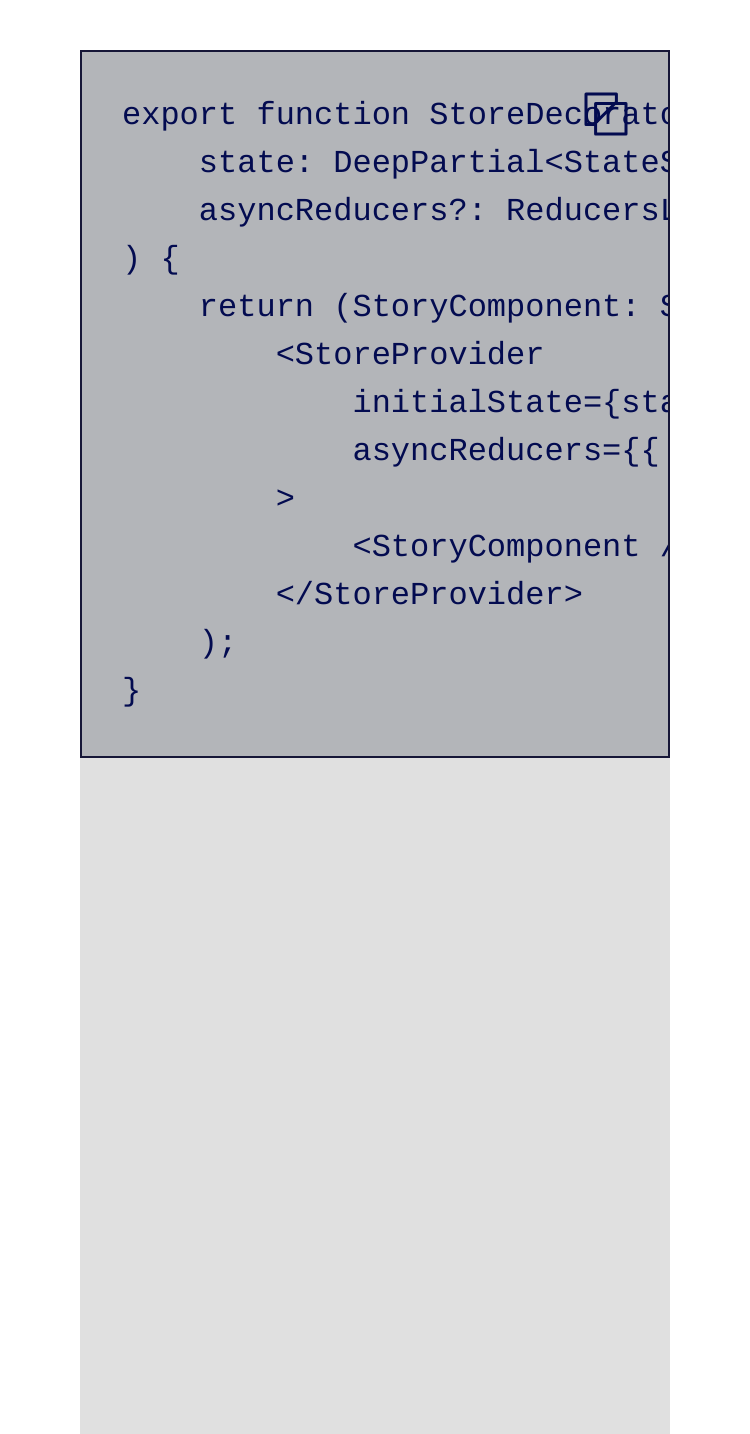 export function StoreDecorato
    state: DeepPartial<StateS
    asyncReducers?: ReducersL
) {
    return (StoryComponent: S
        <StoreProvider
            initialState={sta
            asyncReducers={{
        >
            <StoryComponent /
        </StoreProvider>
    );
}